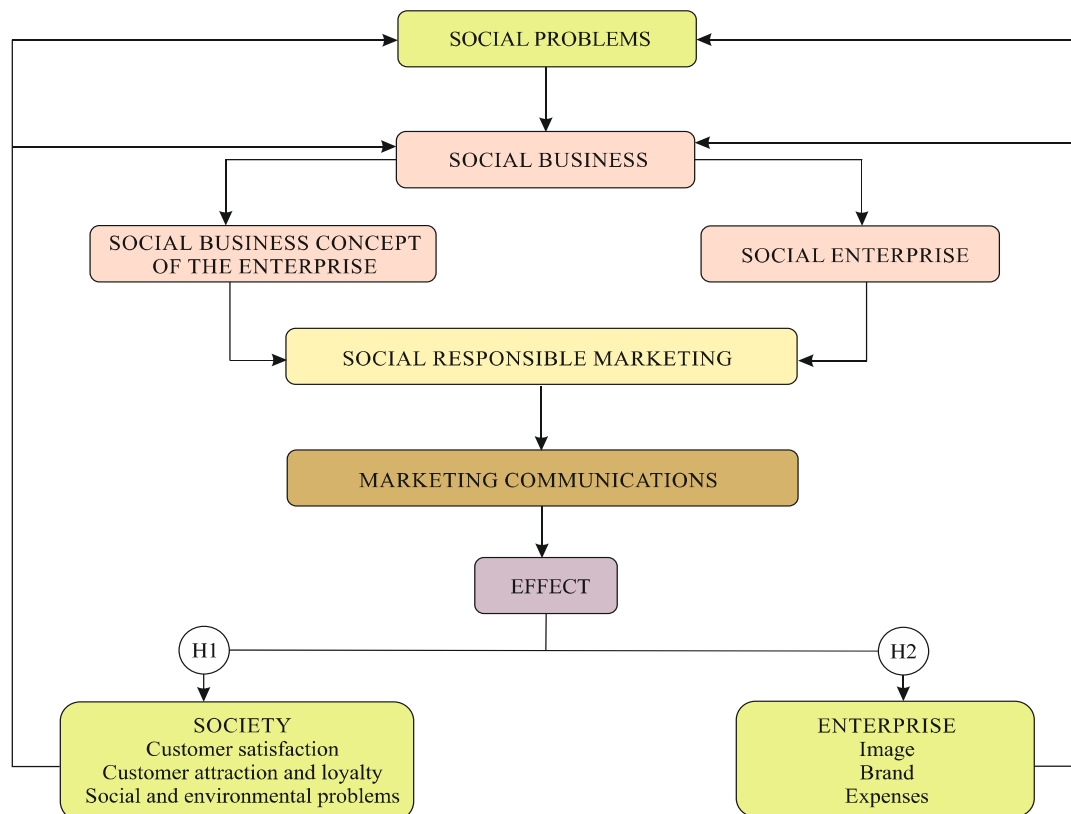 SOCIAL PROBLEMS
SOCIAL BUSINESS
SOCIAL BUSINESS CONCEPT
OF THE ENTERPRISE
SOCIAL ENTERPRISE
SOCIAL RESPONSIBLE MARKETING
MARKETING COMMUNICATIONS
EFFECT
H1
H2
SOCIETY
Customer satisfaction
Customer attraction and loyalty
Social and environmental problems
ENTERPRISE
Image
Brand
Expenses